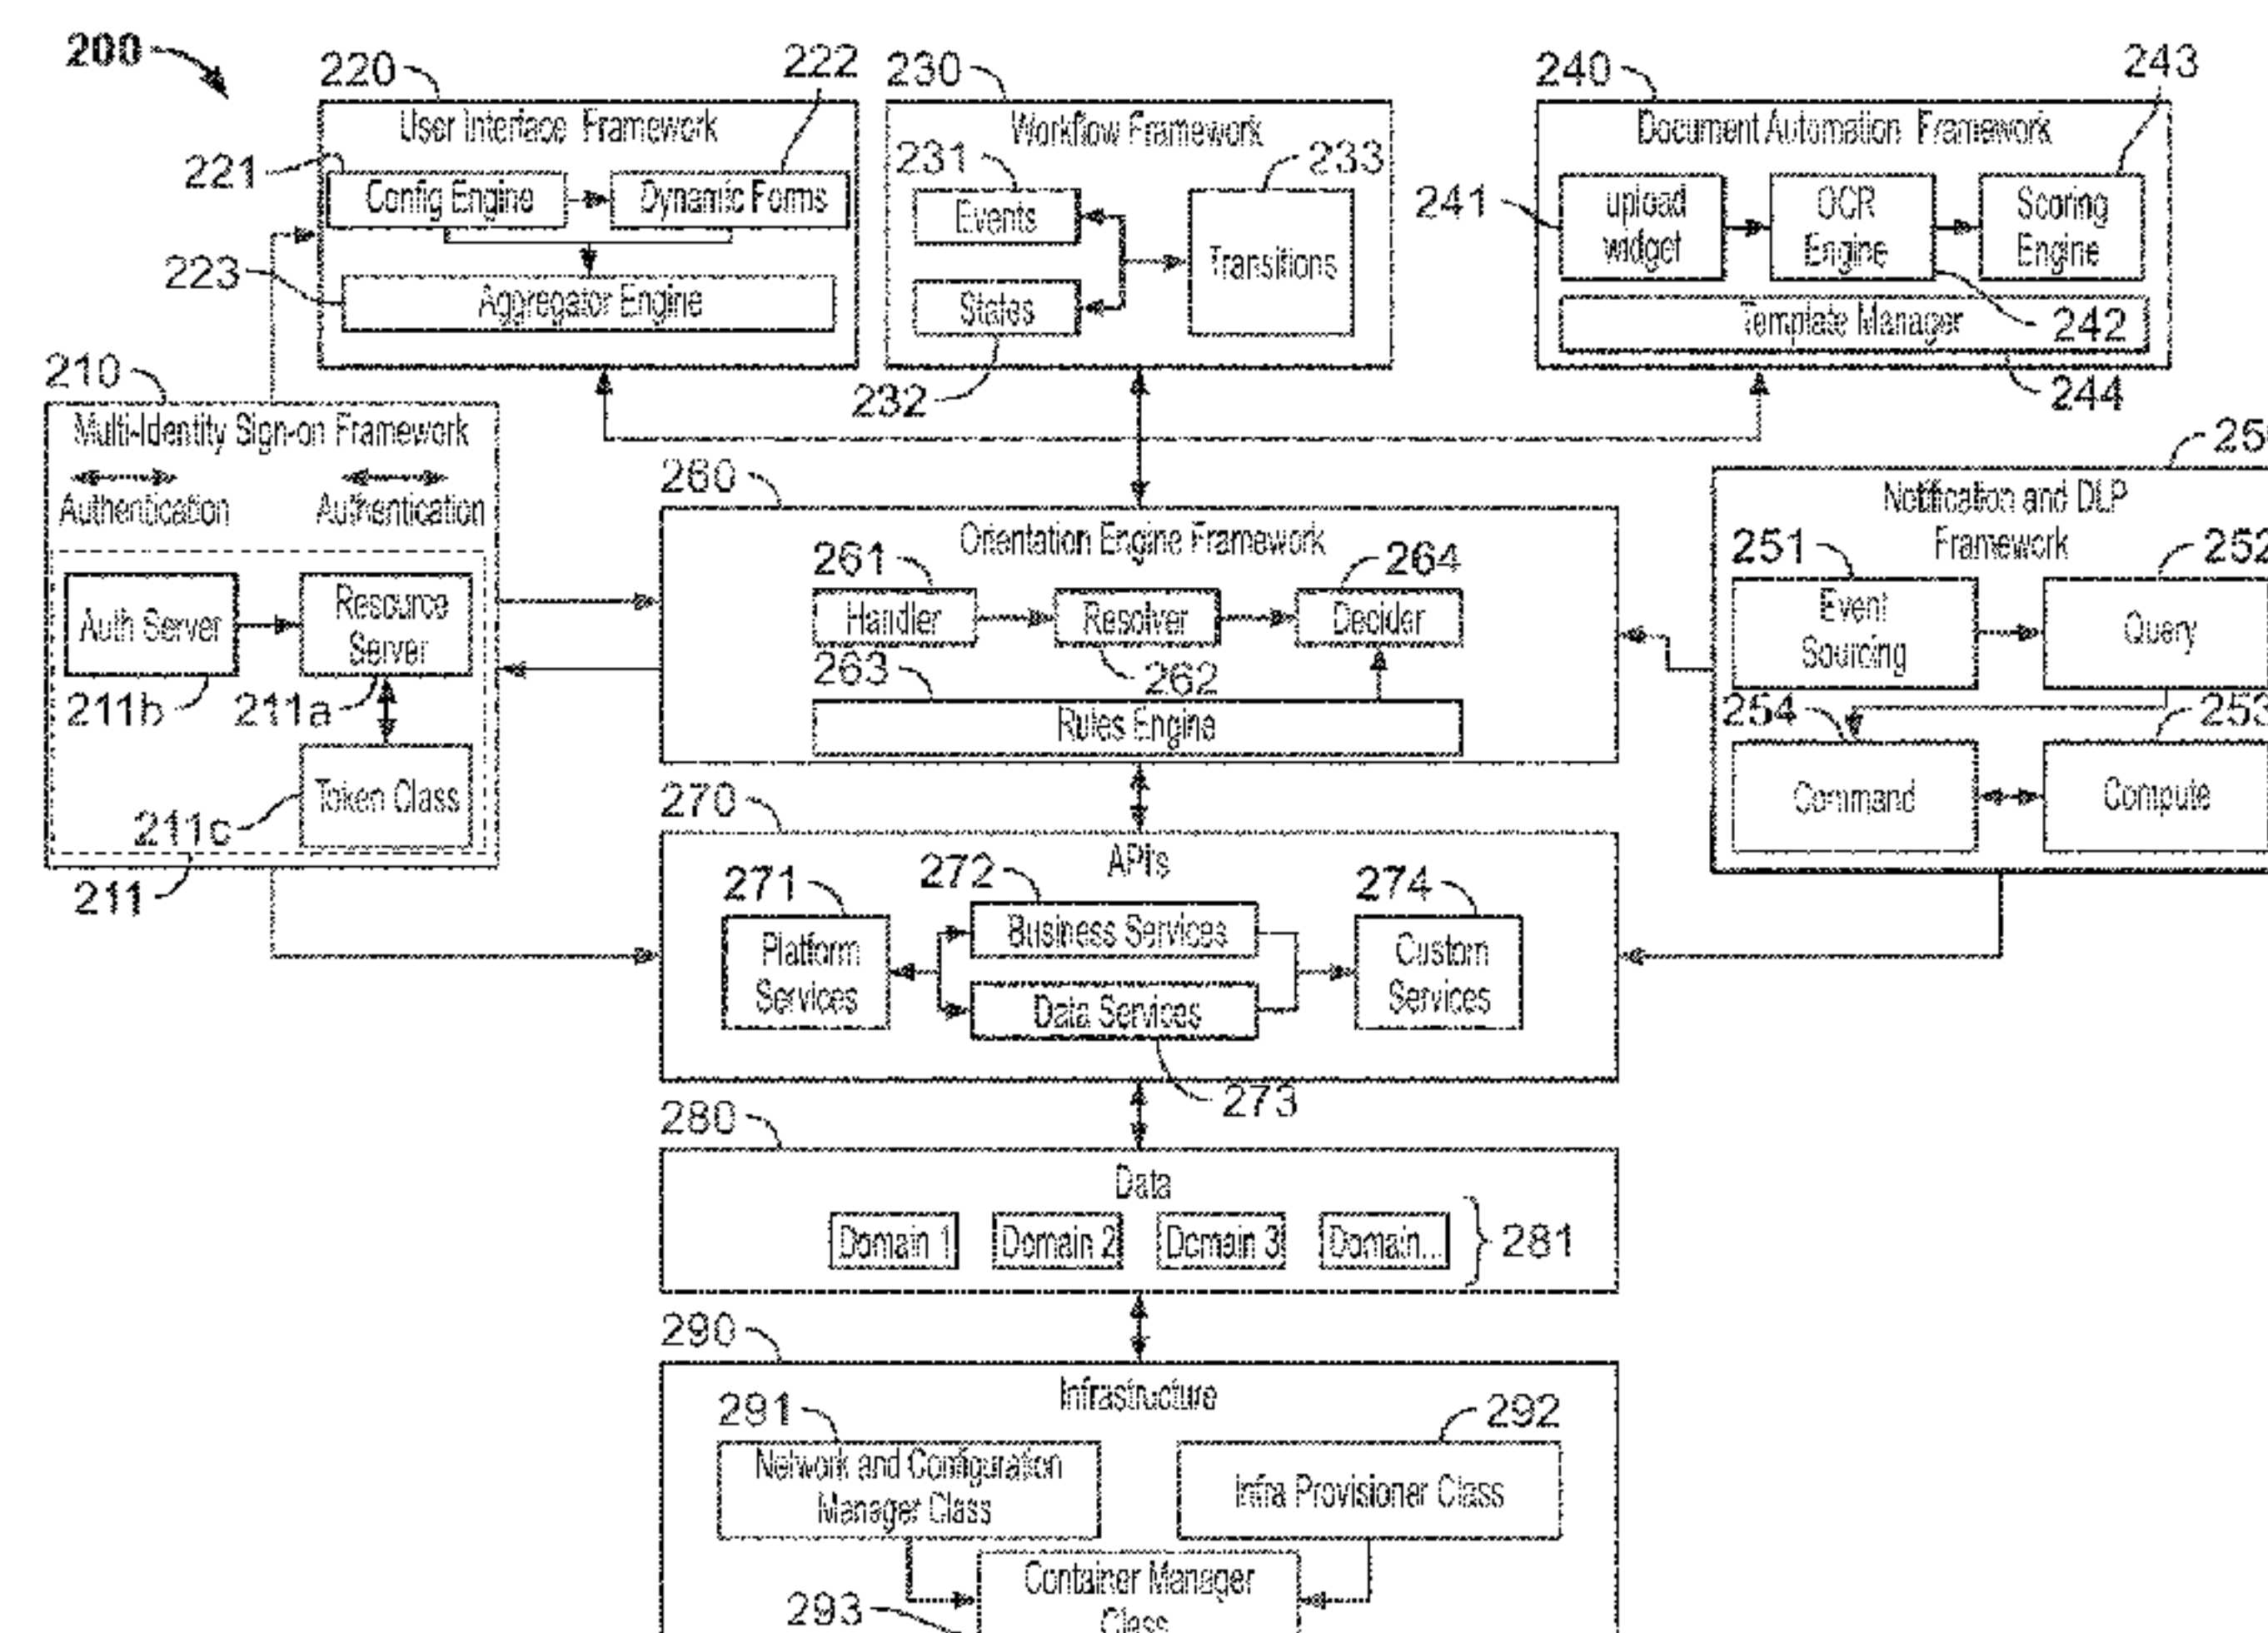 200
220
222
230
240
243
User Interface Framework
Workflow Framework
Document Automation Framework
221
Config Engine
Dynamic Forms
231
Events
233
Transitions
241
upload
widget
OCR
Engine
Scoring
Engine
223
Aggregator Engine
States
232
Template Manager
242
244
210
Multi-Identity Sign-on Framework
Authentication
Authentication
Auth Server
Resource
Server
211b
211a
Token Class
211c
211
260
Orientation Engine Framework
261
264
Handler
Resolver
Decider
263
262
Rules Engine
Notification and DLP
Framework
251
252
Event
Sourcing
Query
254
253
Command
Compute
270
API's
271
272
274
Platform
Services
Business Services
Data Services
Custom
Services
273
280
Data
Domain 1
Domain 2
Domain 3
Domain...
281
290
Infrastructure
291
292
Network and Configuration
Manager Class
Infra Provisioner Class
Container Manager
Class
293